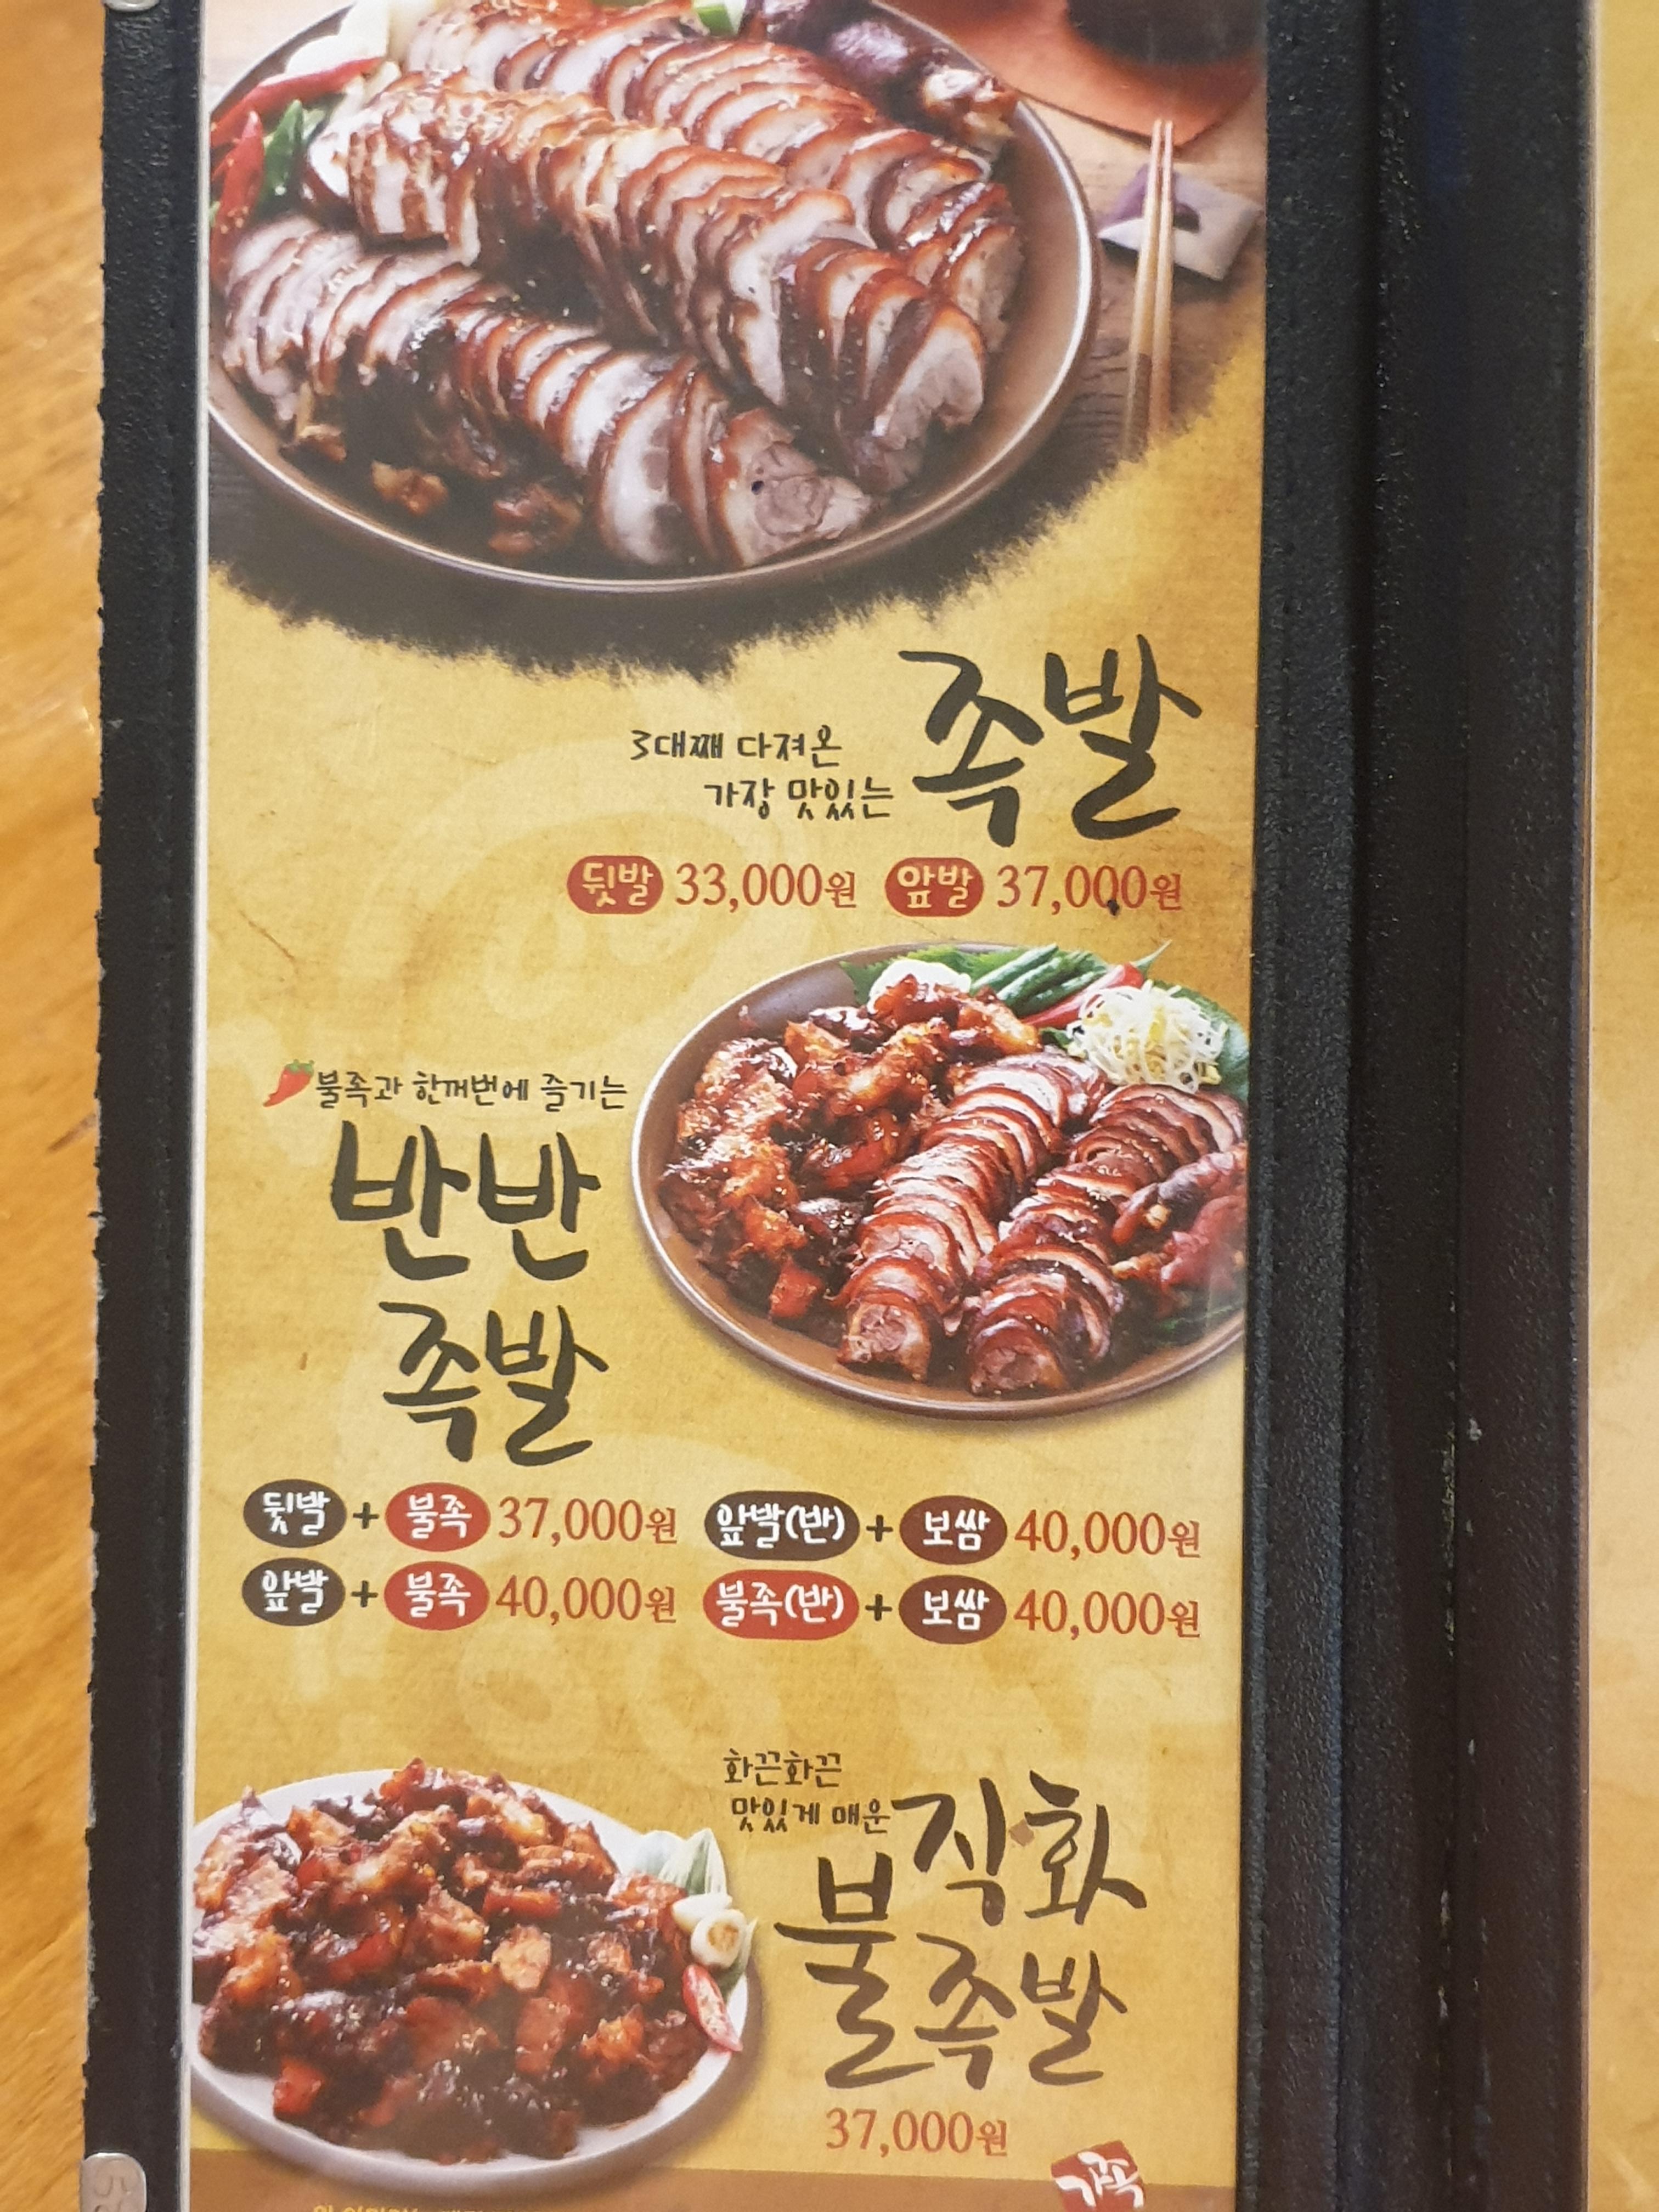 3대째 다져온
가장 맛있는
족발
뒷발 33,000원 앞발 37,000원
불족과 한꺼번에 즐기는
반반
족발
뒷발 + 불족 37,000원 앞발(반) + 보쌈 40,000원
앞발 + 불족 40,000원 불족(반) + 보쌈 40,000원
화끈화끈
맛있게 매운
직화
불족발
37,000원
가족